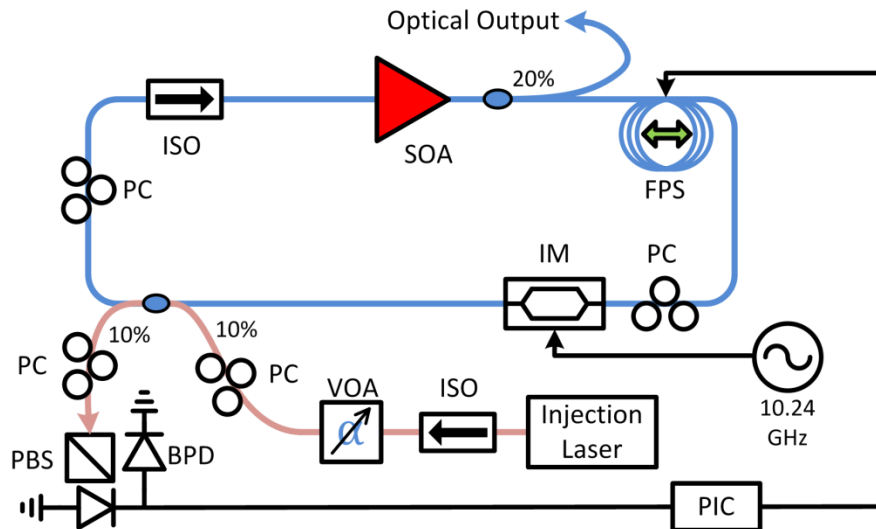 Optical Output
20%
ISO
SOA
FPS
PC
IM
PC
10%
10%
PC
PC
VOA
ISO
α
Injection
Laser
10.24
GHz
PBS
BPD
PIC